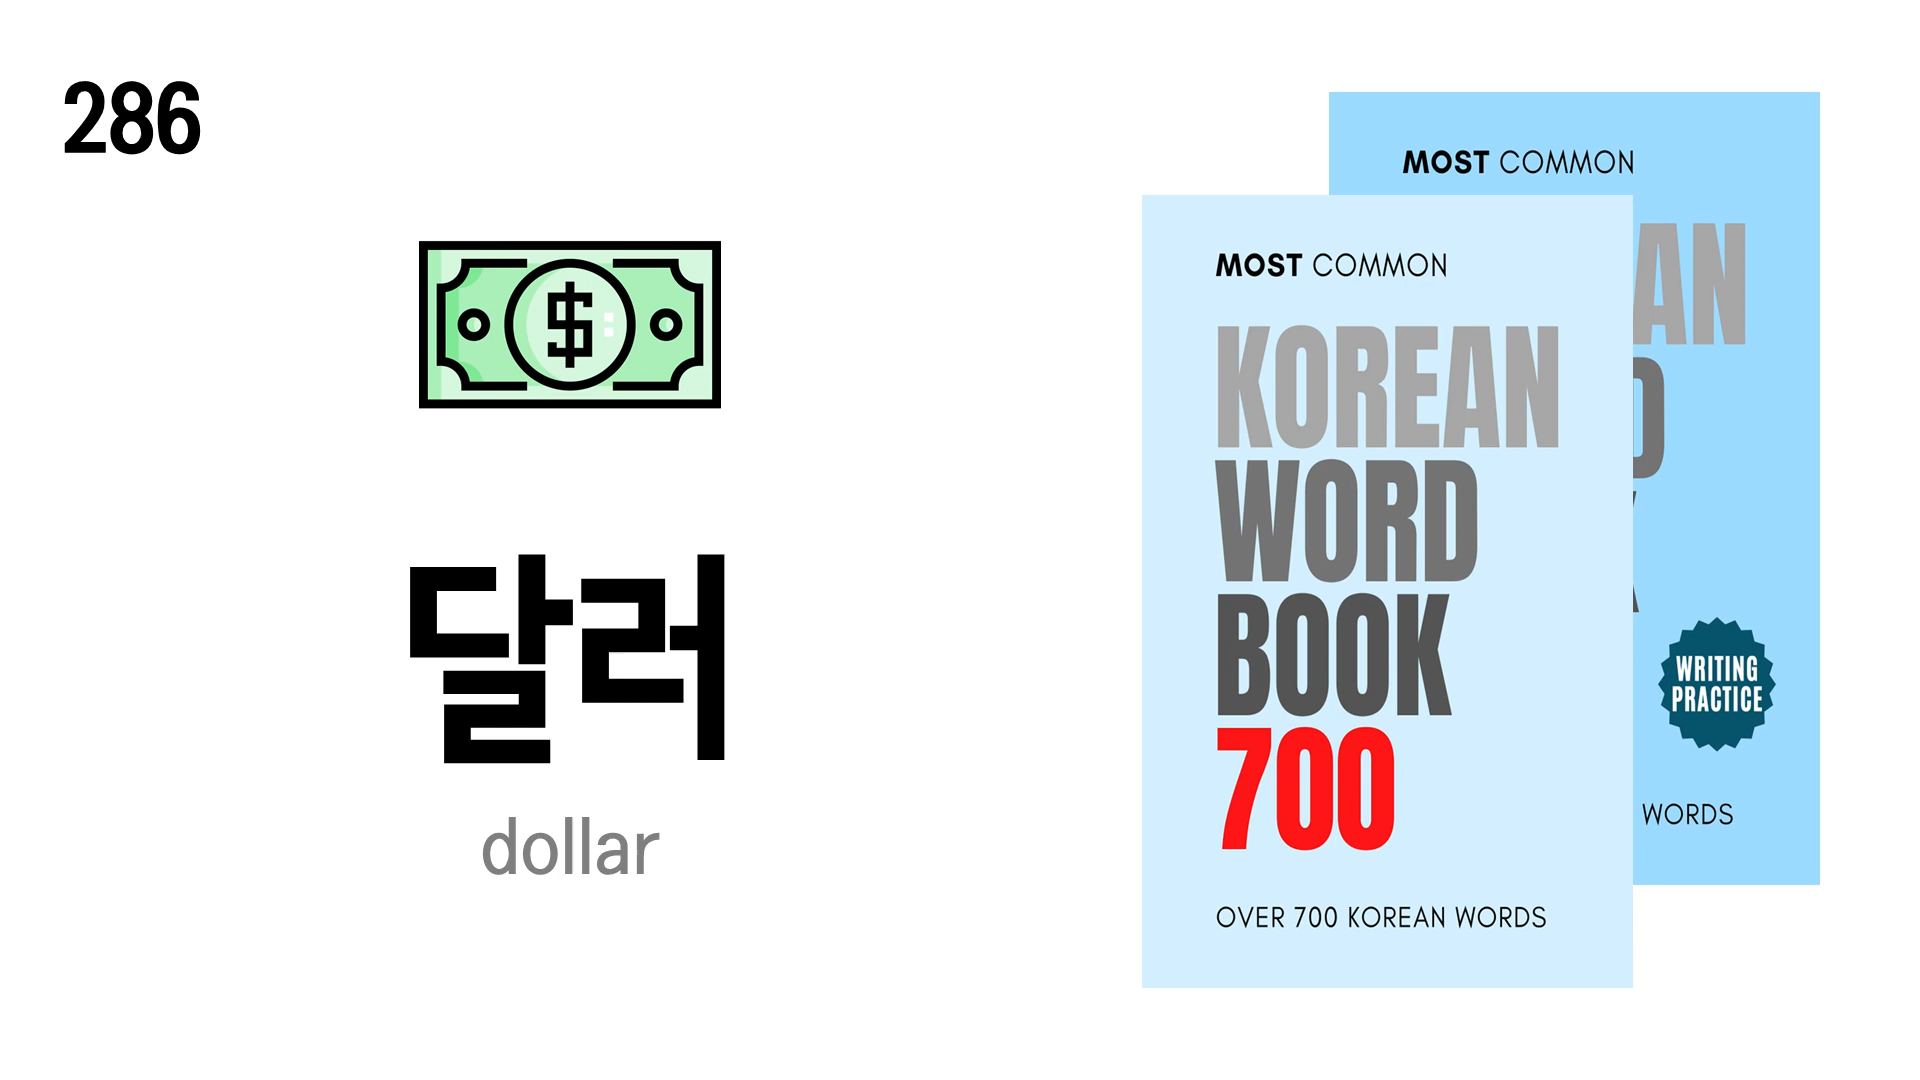 286
$
달러
dollar
MOST COMMON
KOREAN
WORD
BOOK
700
OVER 700 KOREAN WORDS
MOST COMMON
AN
WRITING
PRACTICE
WORDS